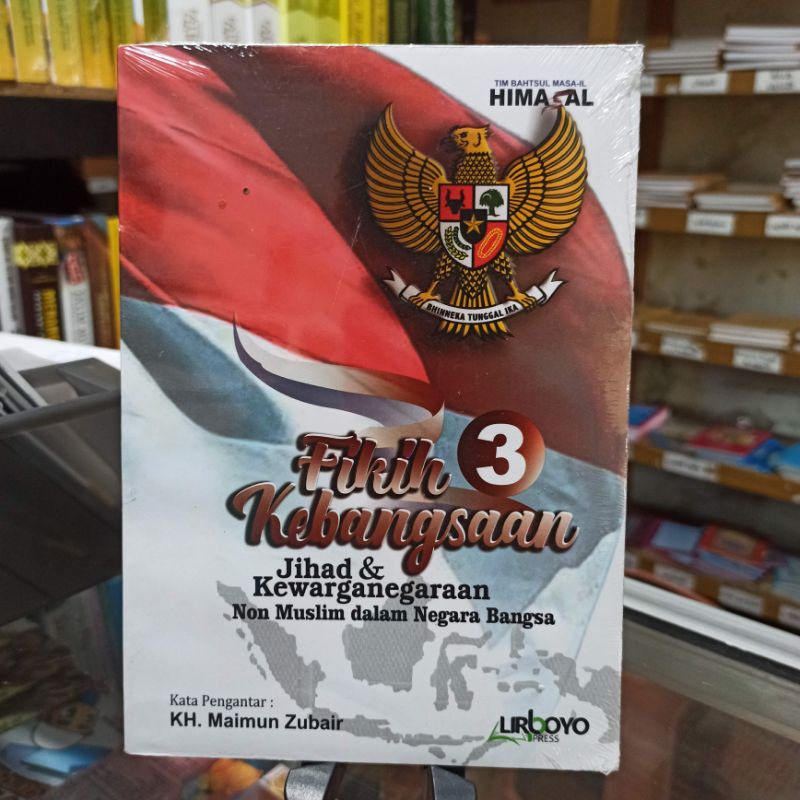 TIM BAHTSUL MASA-IL
HIMASAL
BHINNEKA TUNGGAL IKA
Fikih 3
Kebangsaan
Jihad &
Kewarganegaraan
Non Muslim dalam Negara Bangsa
Kata Pengantar :
KH. Maimun Zubair
LIRBOYO
PRESS